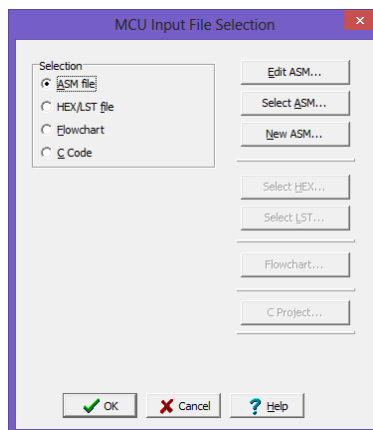 MCU Input File Selection
Selection
ASM file
HEX/LST file
Flowchart
C Code
Edit ASM...
Select ASM...
New ASM...
Select HEX...
Select LST...
Flowchart...
C Project...
OK
Cancel
? Help